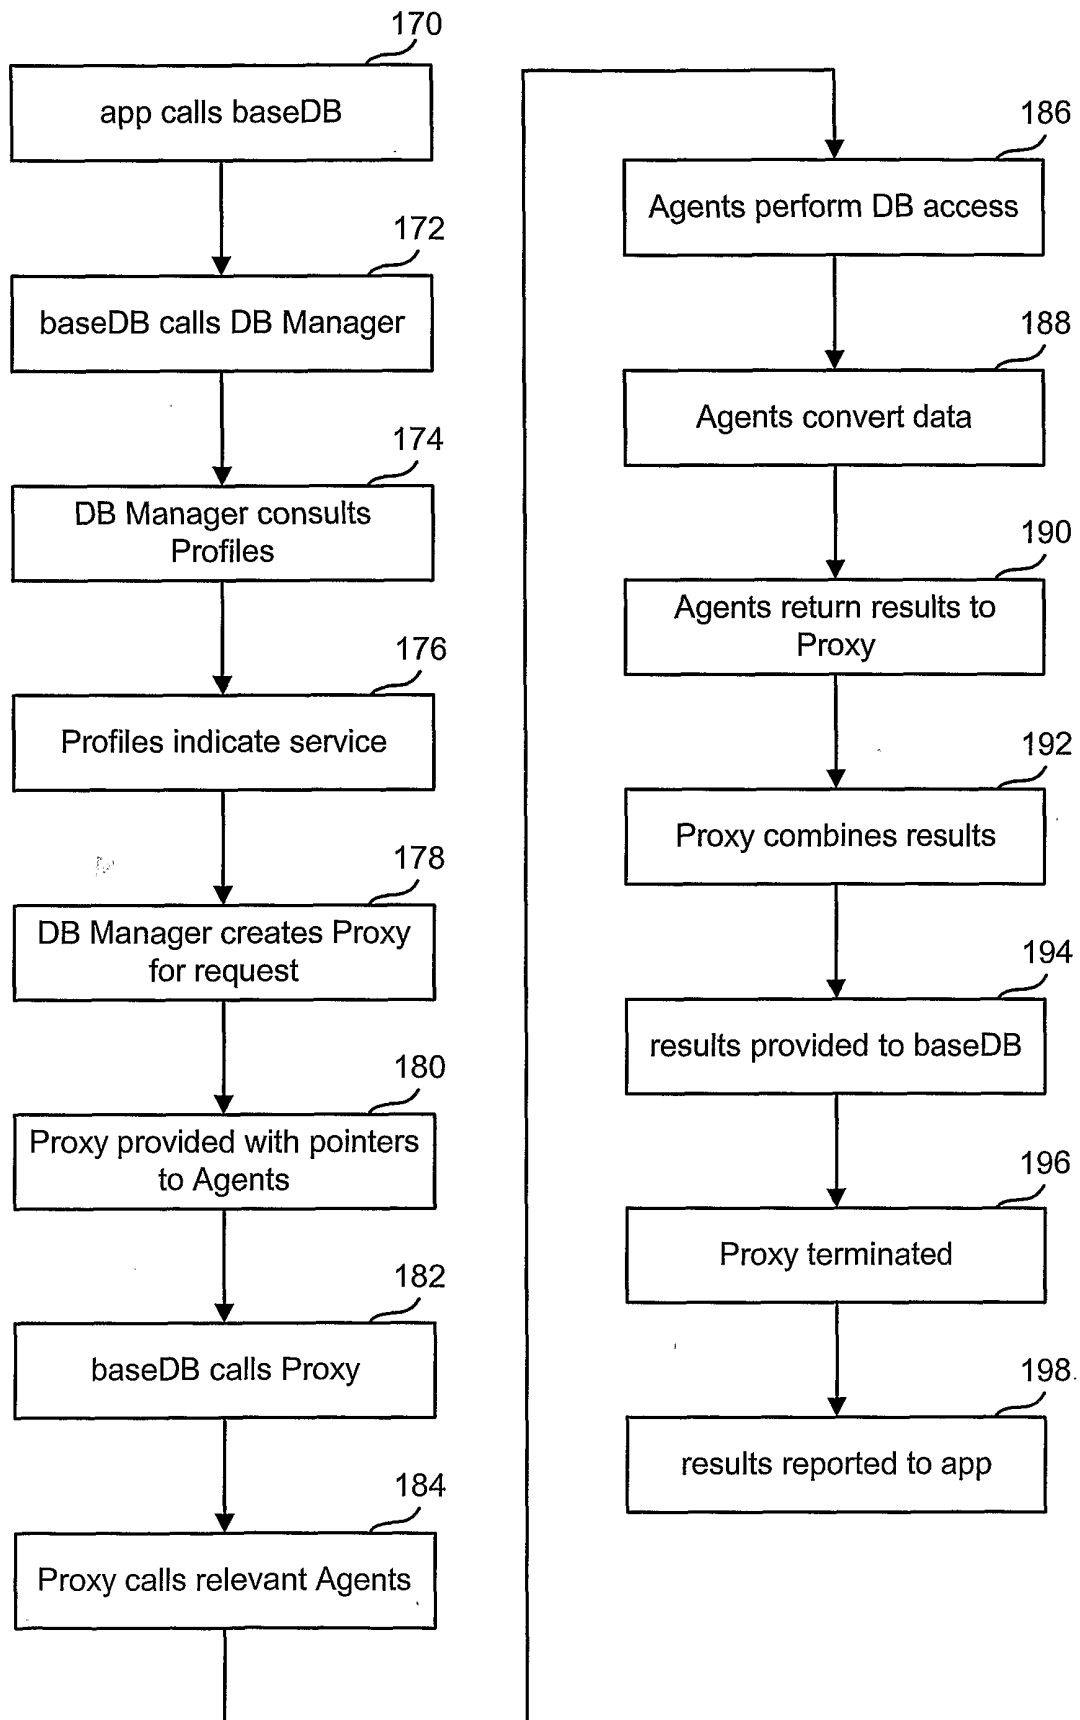 170
app calls baseDB
172
baseDB calls DB Manager
174
DB Manager consults
Profiles
176
Profiles indicate service
178
DB Manager creates Proxy
for request
180
Proxy provided with pointers
to Agents
182
baseDB calls Proxy
184
Proxy calls relevant Agents
186
Agents perform DB access
188
Agents convert data
190
Agents return results to
Proxy
192
Proxy combines results
194
results provided to baseDB
196
Proxy terminated
198
results reported to app